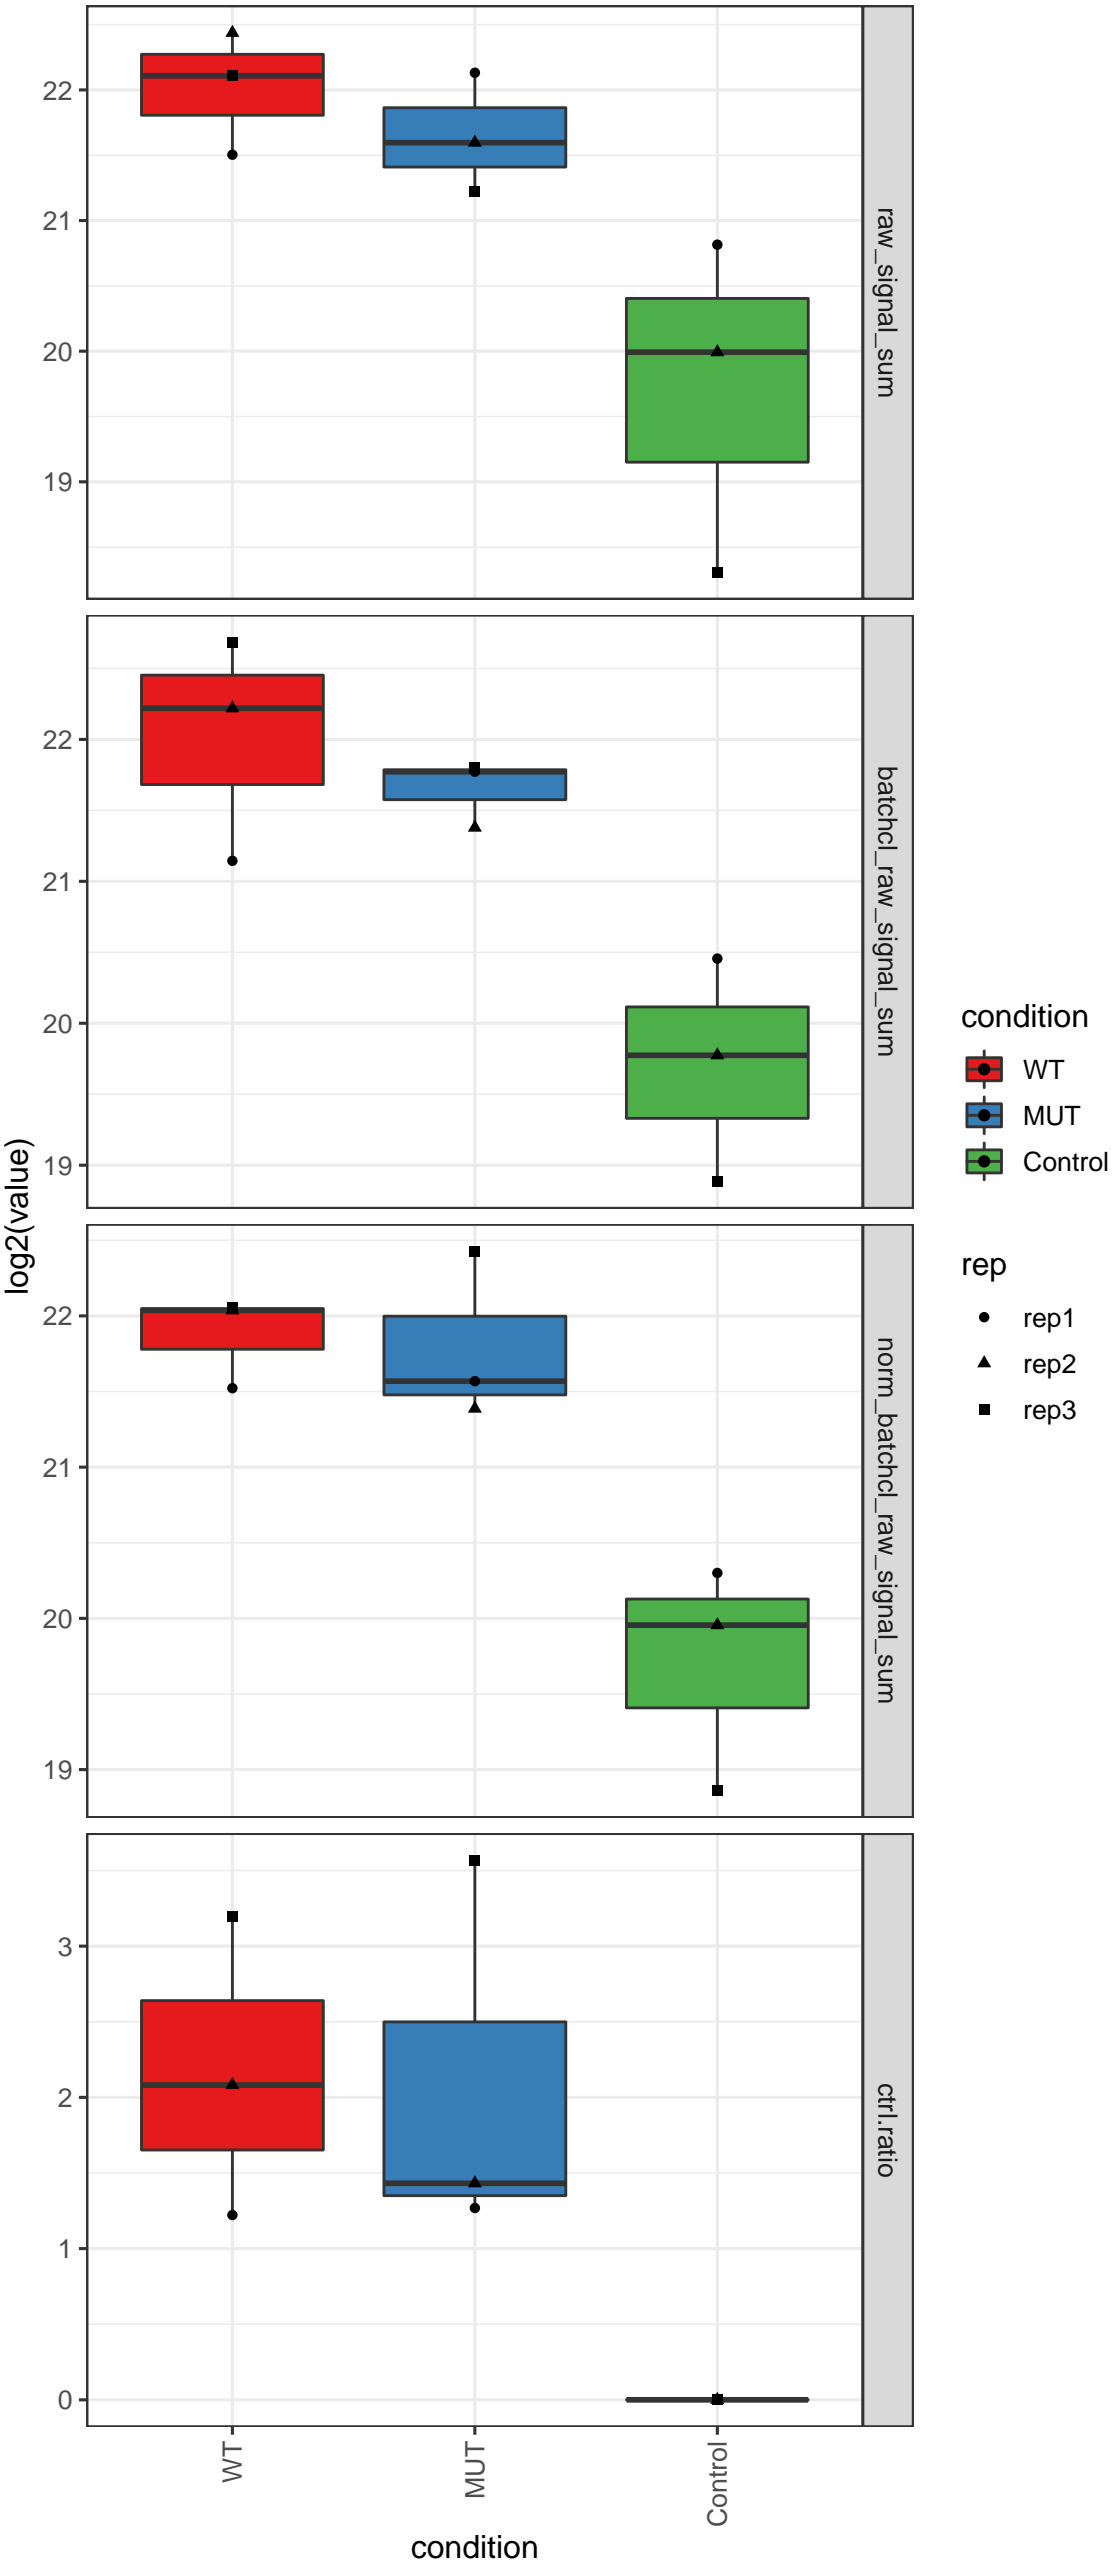 22
21
20
19
raw_signal_sum
22
21
20
19
batchcl_raw_signal_sum
22
21
20
19
norm_batchcl_raw_signal_sum
3
2
1
0
ctrl.ratio
log2(value)
WT
MUT
Control
condition
condition
WT
MUT
Control
rep
rep1
rep2
rep3